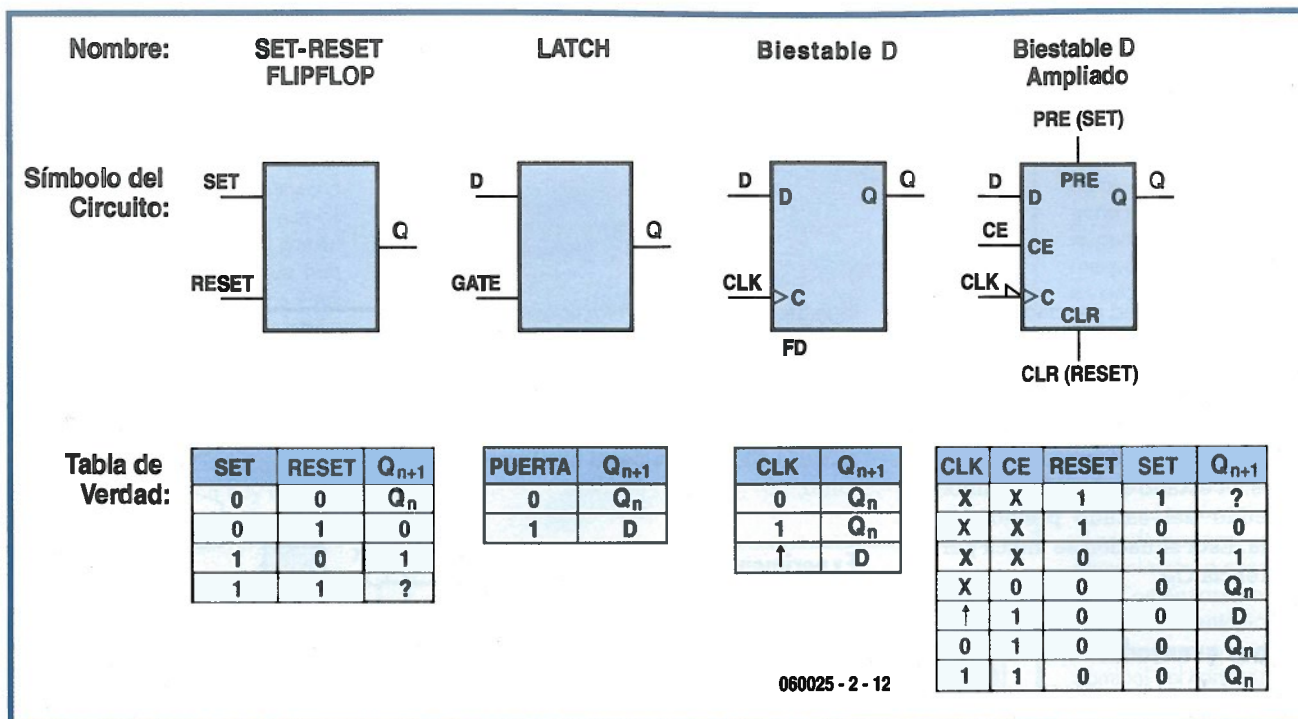 Nombre: SET-RESET FLIPFLOP LATCH Biestable D Biestable D Ampliado
Símbolo del Circuito:
SET
RESET
Q
D
GATE
Q
D
CLK
D
Q
C
Q
FD
PRE (SET)
D
CE
CLK
PRE
D
Q
CE
C
CLR
Q
CLR (RESET)
Tabla de Verdad:
SET RESET Qn+1
0 0 Qn
0 1 0
1 0 1
1 1 ?
PUERTA Qn+1
0 Qn
1 D
CLK Qn+1
0 Qn
1 Qn
↑ D
CLK CE RESET SET Qn+1
X X 1 1 ?
X X 1 0 0
X X 0 1 1
X 0 0 0 Qn
↑ 1 0 0 D
0 1 0 0 Qn
1 1 0 0 Qn
060025 - 2 - 12